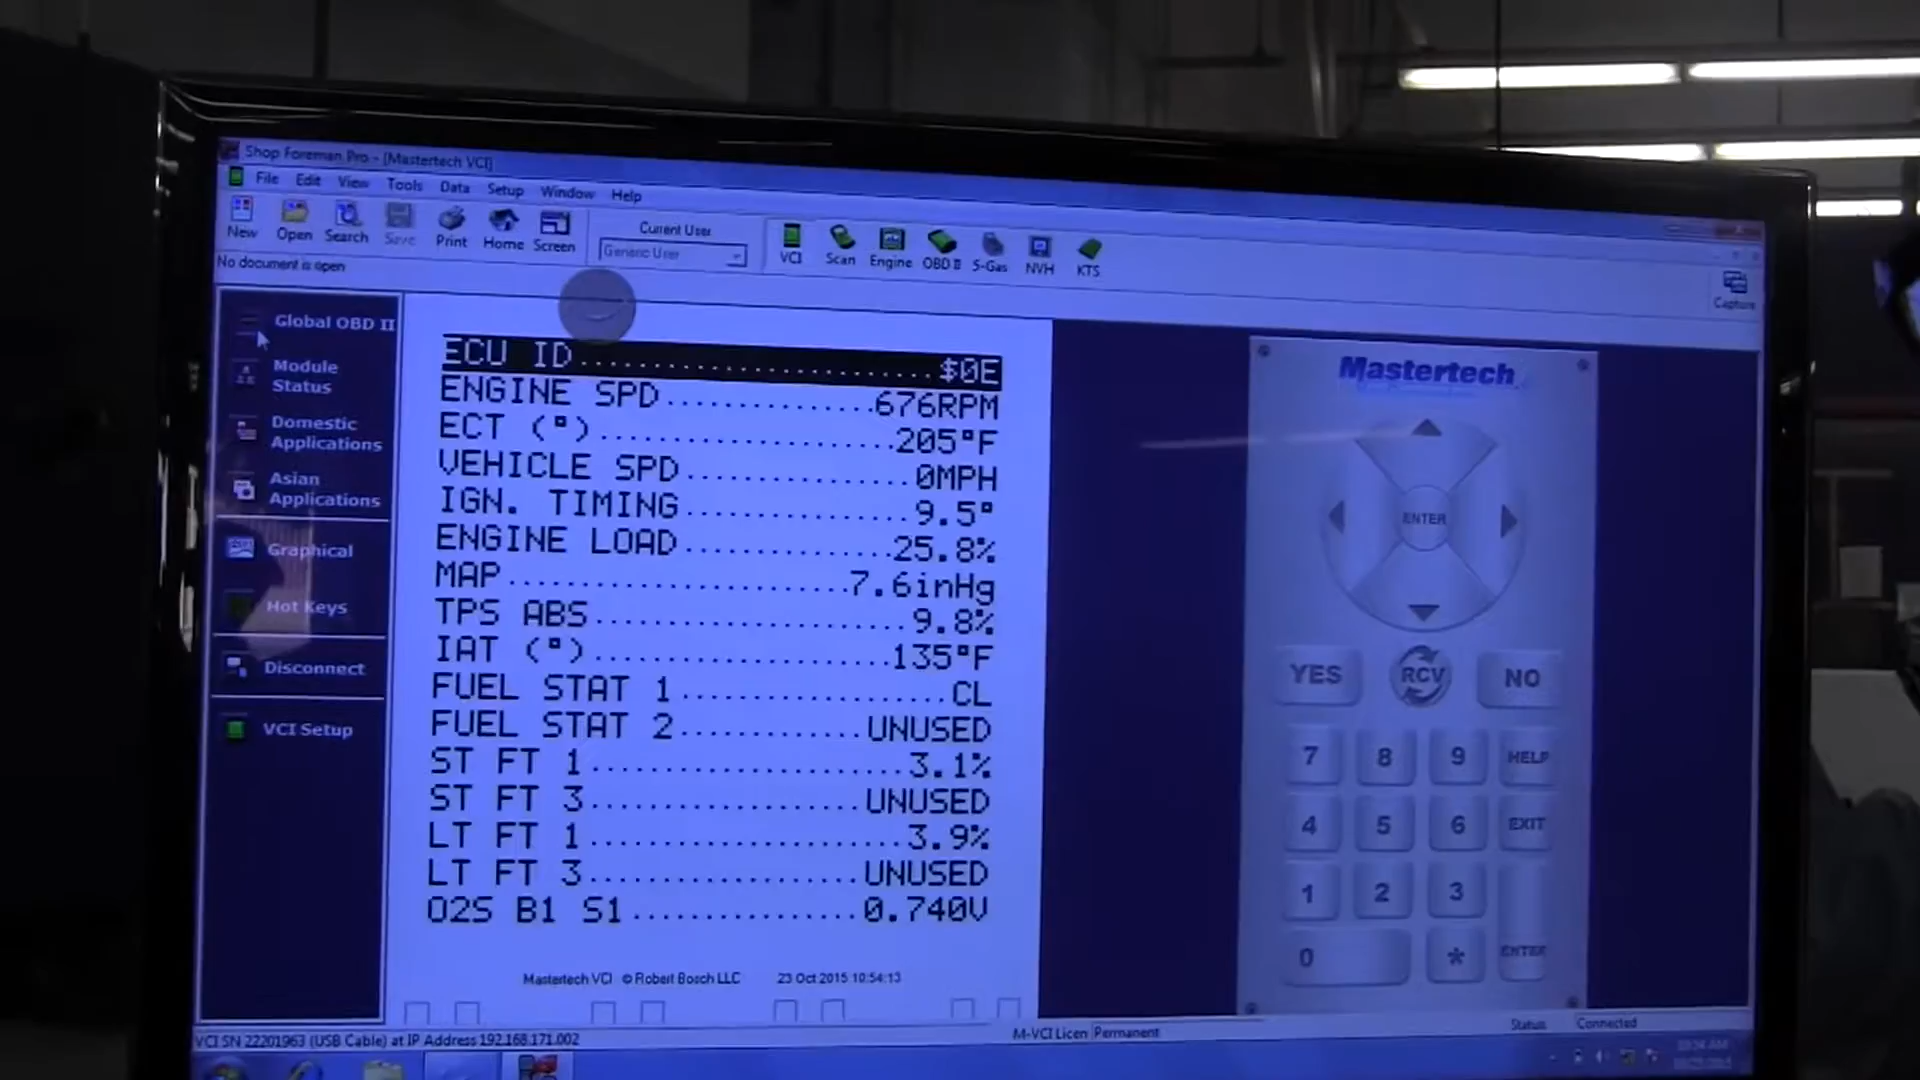 Shop Foreman Pro - [Mastertech VCI]
File Edit View Tools Data Setup Window Help
New Open Search Save Print Home Screen
Current User
Generic User
VCI Scan Engine OBD II 5-Gas NVH KTS
No document is open
Capture
Global OBD II
Module
Status
Domestic
Applications
Asian
Applications
Graphical
Hot Keys
Disconnect
VCI Setup
ECU ID..................................$0E
ENGINE SPD...............676RPM
ECT (°)......................205°F
VEHICLE SPD.................0MPH
IGN. TIMING.................9.5°
ENGINE LOAD...............25.8%
MAP.........................7.6inHg
TPS ABS.......................9.8%
IAT (°)......................135°F
FUEL STAT 1....................CL
FUEL STAT 2..............UNUSED
ST FT 1.......................3.1%
ST FT 3....................UNUSED
LT FT 1.......................3.9%
LT FT 3....................UNUSED
O2S B1 S1.................0.740V
Mastertech VCI © Robert Bosch LLC 23 Oct 2015 10:54:13
Mastertech
ENTER
YES RCV NO
7 8 9 HELP
4 5 6 EXIT
1 2 3
0 * ENTER
VCI SN 22201963 (USB Cable) at IP Address 192.168.171.002
M-VCI Licen Permanent
Status Connected
10:54 AM